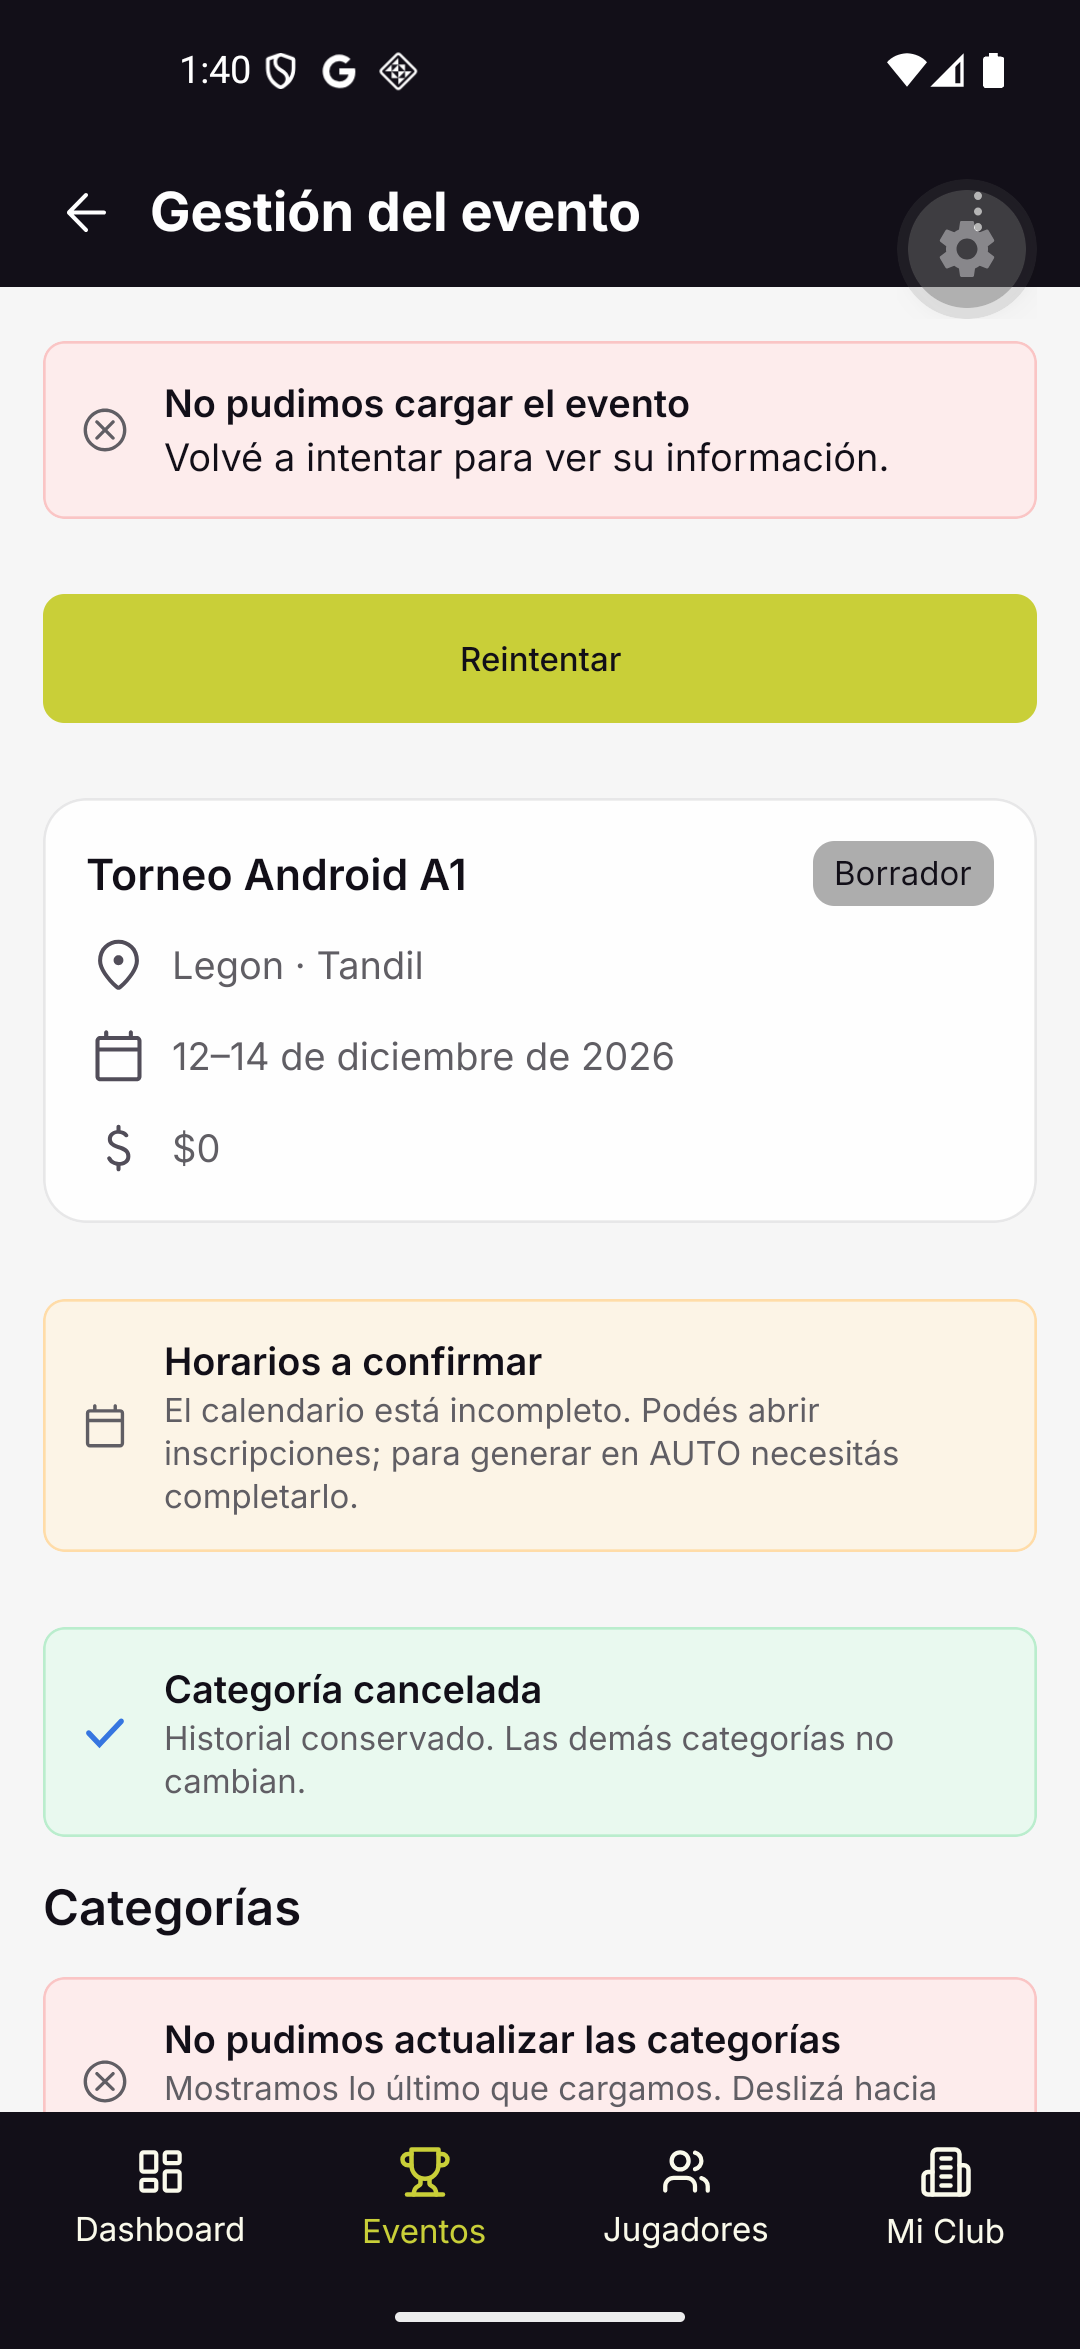 1:40
Gestión del evento
No pudimos cargar el evento
Volvé a intentar para ver su información.
Reintentar
Torneo Android A1
Borrador
Legon · Tandil
12–14 de diciembre de 2026
$0
Horarios a confirmar
El calendario está incompleto. Podés abrir
inscripciones; para generar en AUTO necesitás
completarlo.
Categoría cancelada
Historial conservado. Las demás categorías no
cambian.
Categorías
No pudimos actualizar las categorías
Mostramos lo último que cargamos. Deslizá hacia
Dashboard
Eventos
Jugadores
Mi Club